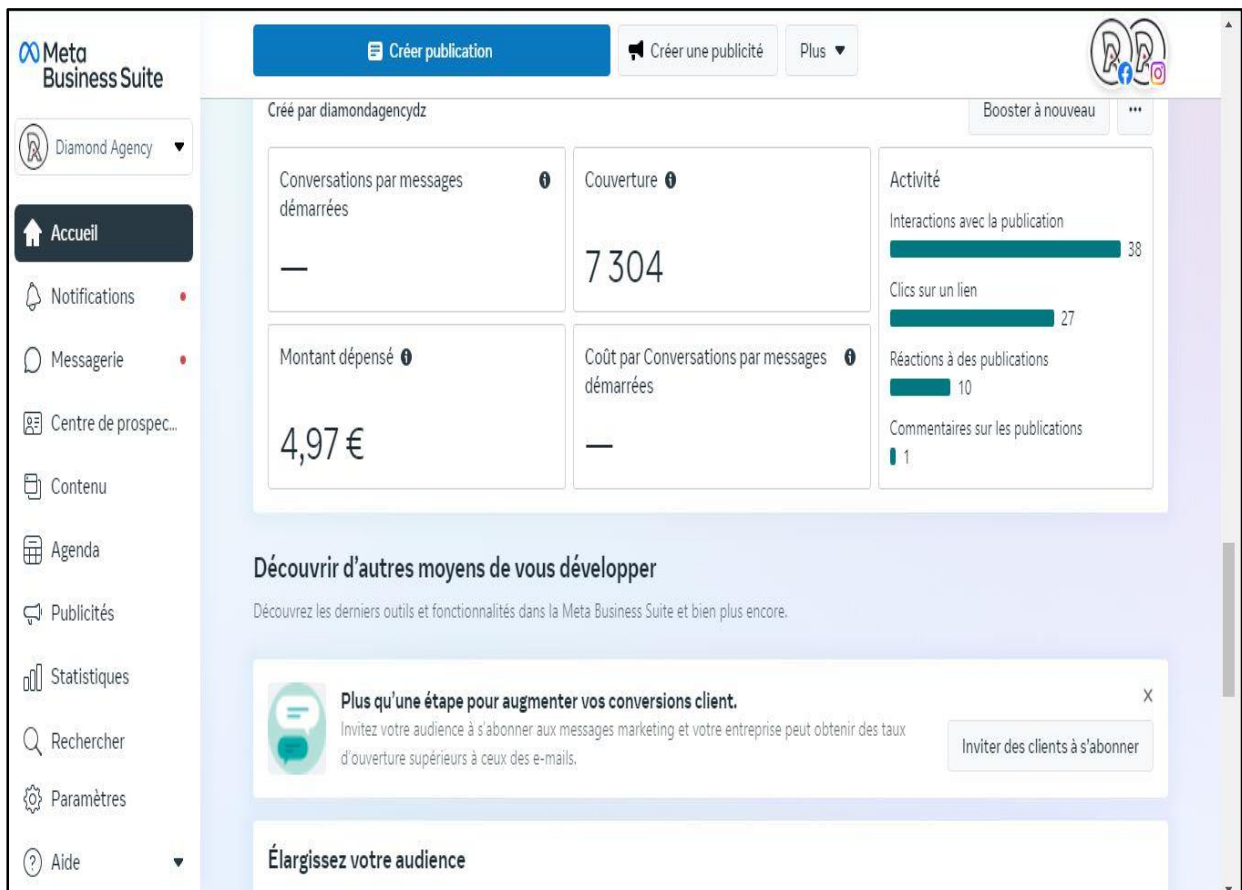 Meta
Business Suite
Diamond Agency
Accueil
Notifications
Messagerie
Centre de prospec...
Contenu
Agenda
Publicités
Statistiques
Rechercher
Paramètres
Aide
Créer publication
Créer une publicité
Plus
Créé par diamondagencydz
Booster à nouveau
Conversations par messages
démarrées
—
Couverture
7 304
Montant dépensé
4,97 €
Coût par Conversations par messages
démarrées
—
Activité
Interactions avec la publication
38
Clics sur un lien
27
Réactions à des publications
10
Commentaires sur les publications
1
Découvrir d'autres moyens de vous développer
Découvrez les derniers outils et fonctionnalités dans la Meta Business Suite et bien plus encore.
Plus qu'une étape pour augmenter vos conversions client.
Invitez votre audience à s'abonner aux messages marketing et votre entreprise peut obtenir des taux
d'ouverture supérieurs à ceux des e-mails.
Inviter des clients à s'abonner
Élargissez votre audience